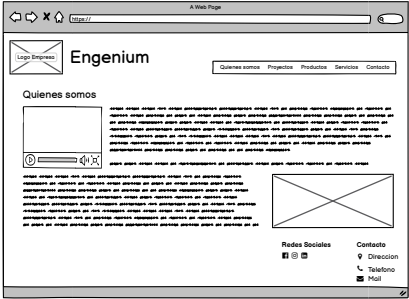 A Web Page
https://
Logo Empresa
Engenium
Quienes somos Proyectos Productos Servicios Contacto
Quienes somos
Redes Sociales
Contacto
Direccion
Telefono
Mail